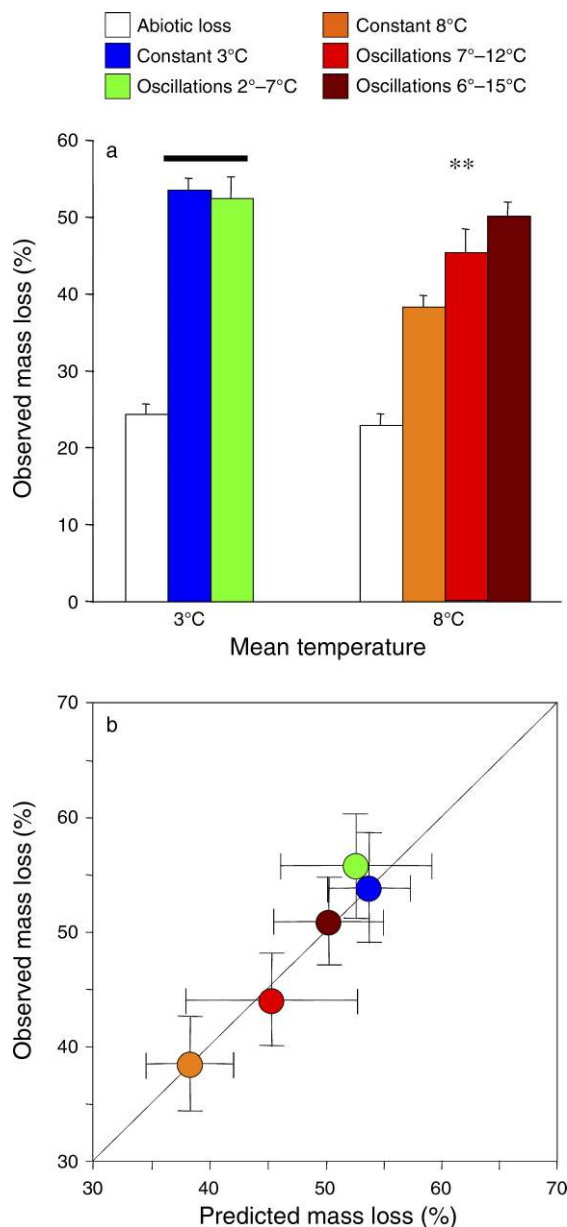 Abiotic loss
Constant 8°C
Constant 3°C
Oscillations 7°–12°C
Oscillations 2°–7°C
Oscillations 6°–15°C
60
a
**
50
40
30
20
10
0
Observed mass loss (%)
3°C
8°C
Mean temperature
70
b
60
50
40
30
Observed mass loss (%)
30
40
50
60
70
Predicted mass loss (%)